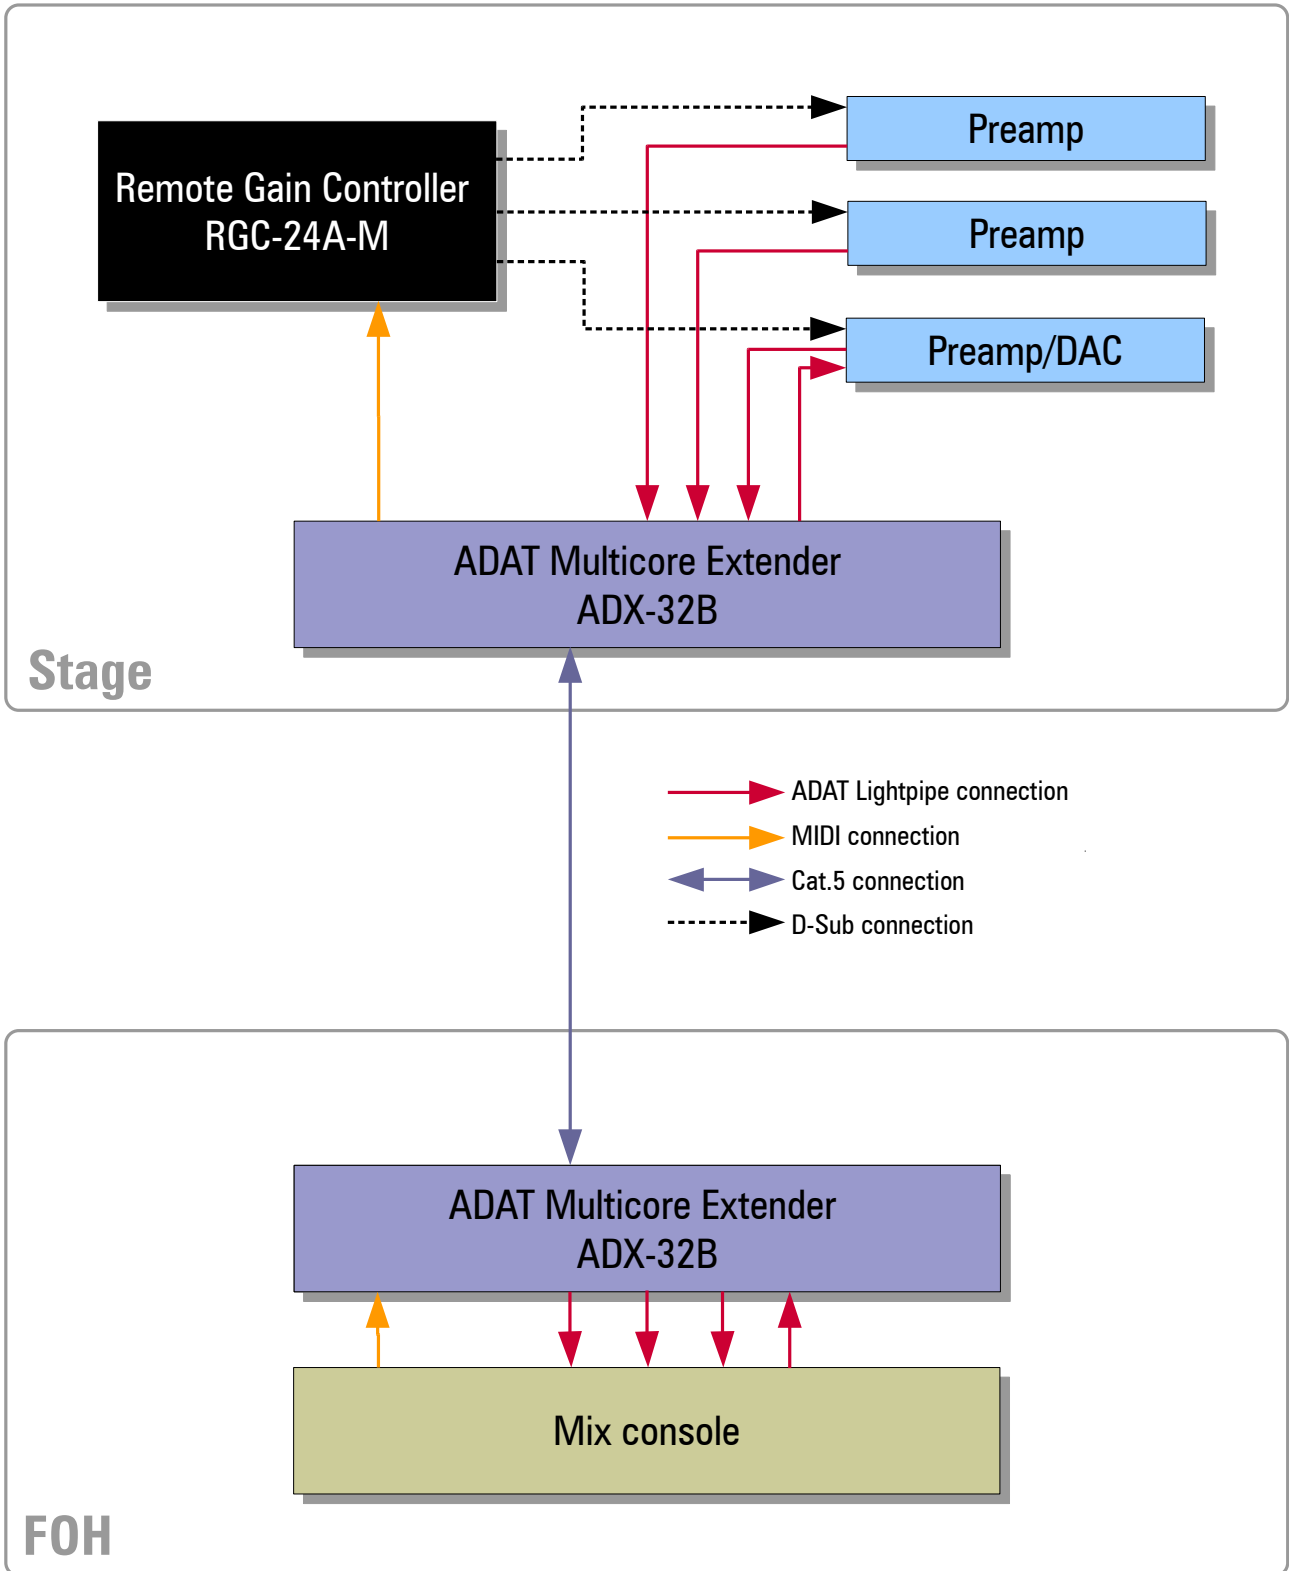 Remote Gain Controller
RGC-24A-M
Preamp
Preamp
Preamp/DAC
ADAT Multicore Extender
ADX-32B
Stage
ADAT Lightpipe connection
MIDI connection
Cat.5 connection
D-Sub connection
ADAT Multicore Extender
ADX-32B
Mix console
FOH